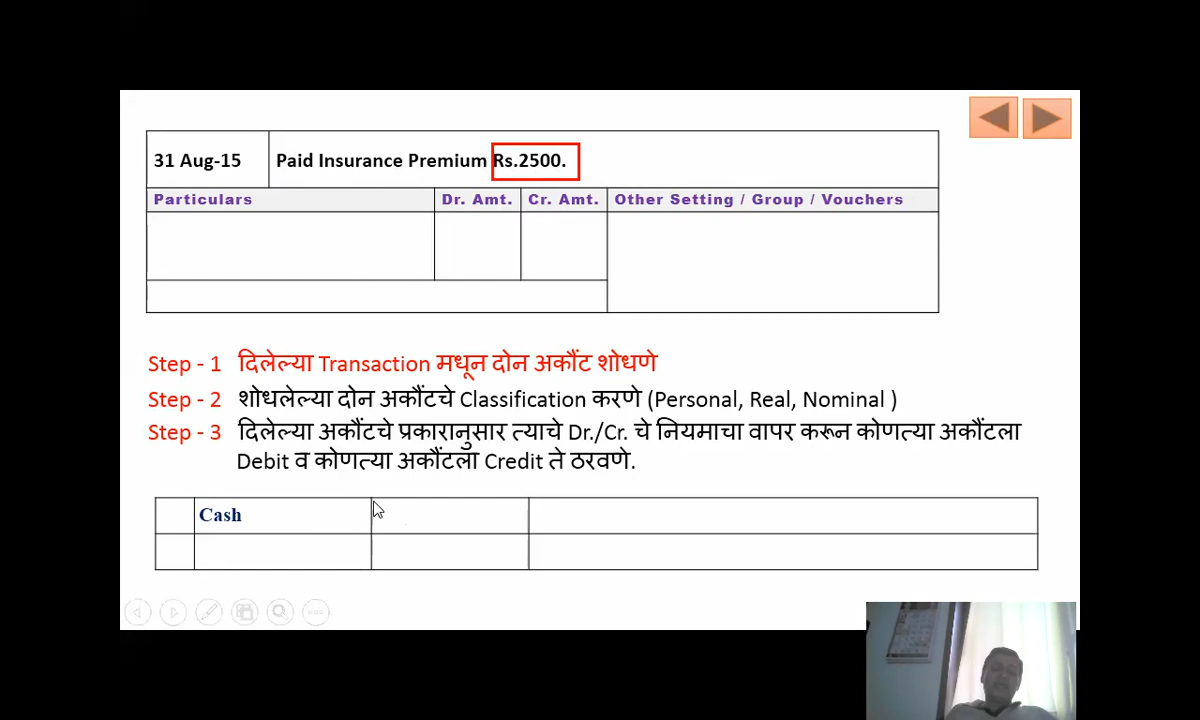 31 Aug-15 Paid Insurance Premium Rs.2500.
Particulars Dr. Amt. Cr. Amt. Other Setting / Group / Vouchers
Step - 1 दिलेल्या Transaction मधून दोन अकौंट शोधणे
Step - 2 शोधलेल्या दोन अकौंटचे Classification करणे (Personal, Real, Nominal )
Step - 3 दिलेल्या अकौंटचे प्रकारानुसार त्याचे Dr./Cr. चे नियमाचा वापर करून कोणत्या अकौंटला
Debit व कोणत्या अकौंटला Credit ते ठरवणे.
Cash